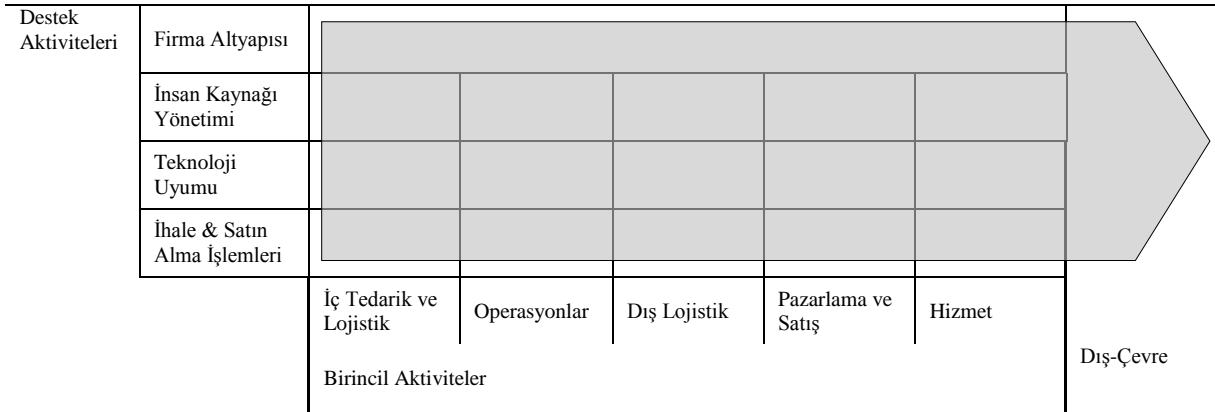 Destek
Aktiviteleri
Firma Altyapısı
İnsan Kaynağı
Yönetimi
Teknoloji
Uyumu
İhale & Satın
Alma İşlemleri
İç Tedarik ve
Lojistik
Operasyonlar
Dış Lojistik
Pazarlama ve
Satış
Hizmet
Dış-Çevre
Birincil Aktiviteler